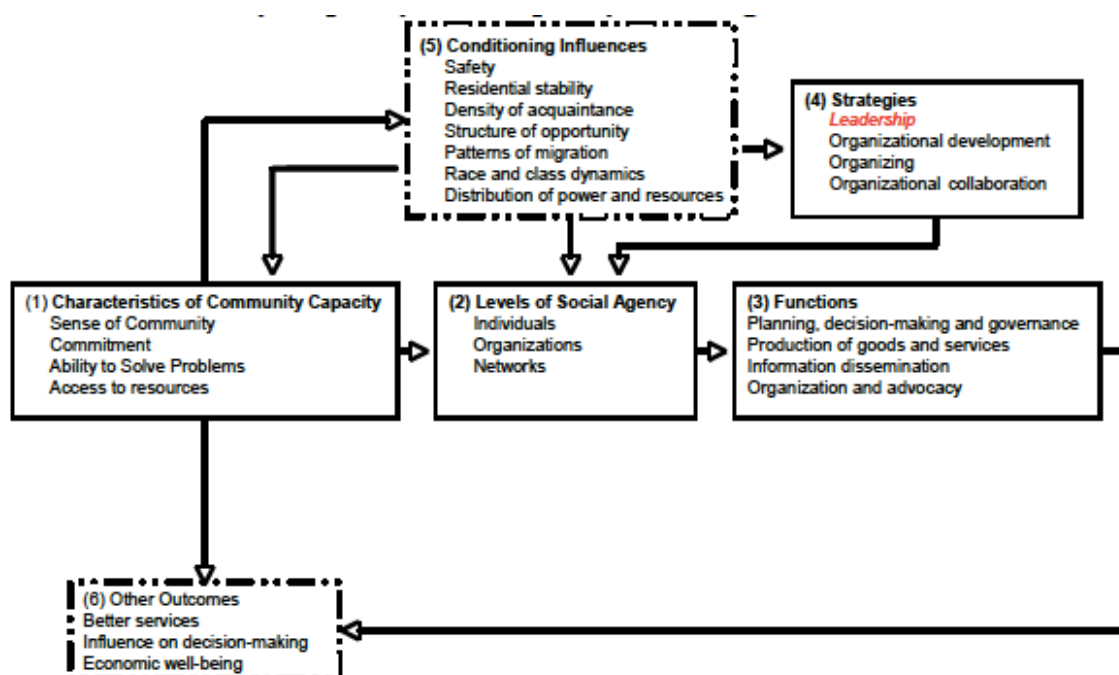 (5) Conditioning Influences
Safety
Residential stability
Density of acquaintance
Structure of opportunity
Patterns of migration
Race and class dynamics
Distribution of power and resources
(4) Strategies
Leadership
Organizational development
Organizing
Organizational collaboration
(1) Characteristics of Community Capacity
Sense of Community
Commitment
Ability to Solve Problems
Access to resources
(2) Levels of Social Agency
Individuals
Organizations
Networks
(3) Functions
Planning, decision-making and governance
Production of goods and services
Information dissemination
Organization and advocacy
(6) Other Outcomes
Better services
Influence on decision-making
Economic well-being